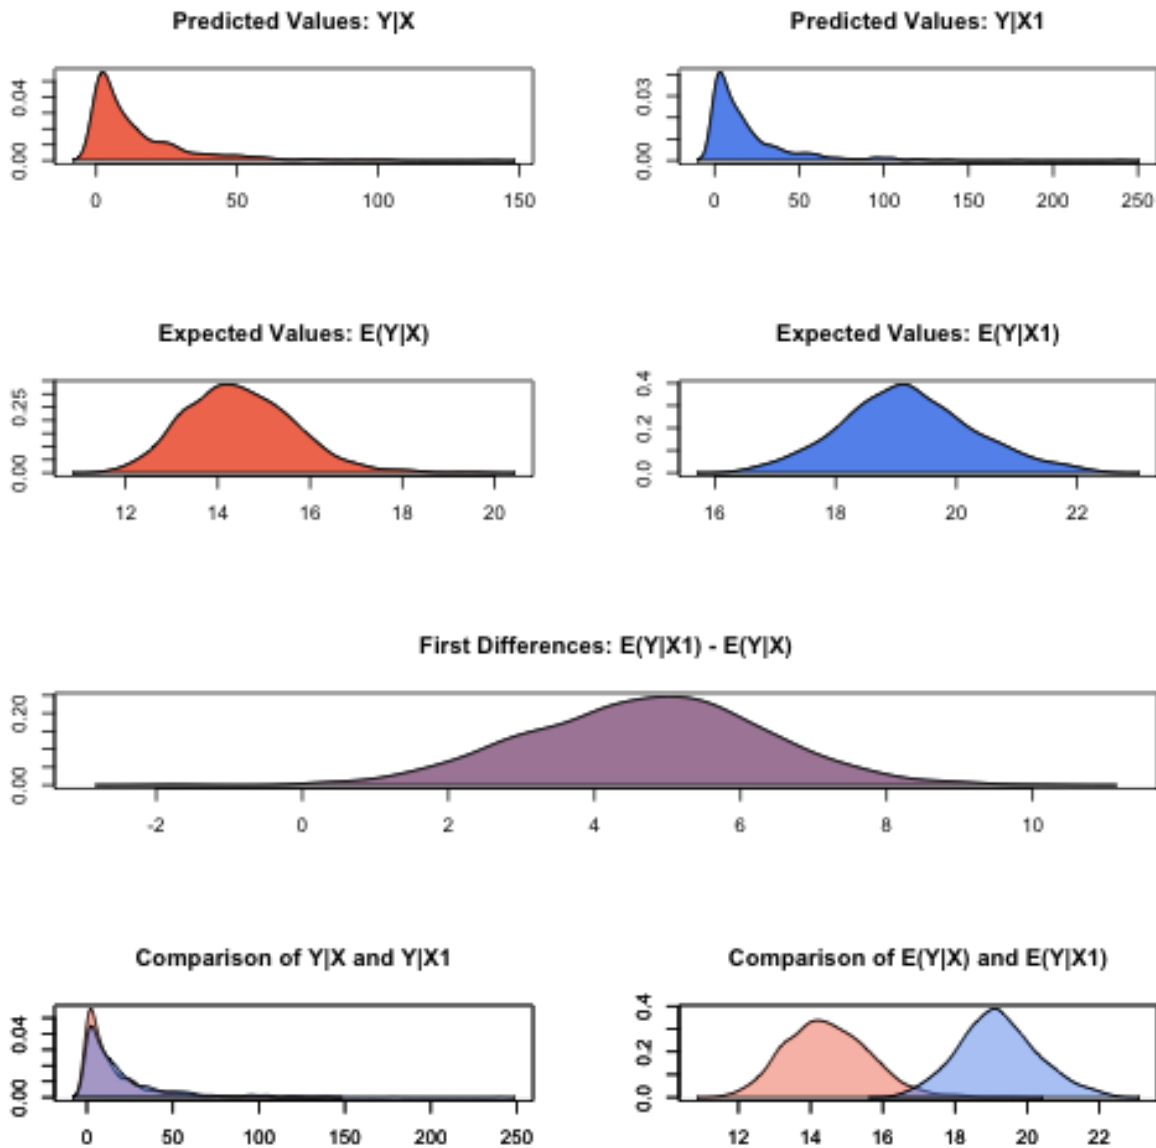 Predicted Values: Y|X
0.00 0.04
0 50 100 150
Predicted Values: Y|X1
0.00 0.03
0 50 100 150 200 250
Expected Values: E(Y|X)
0.00 0.25
12 14 16 18 20
Expected Values: E(Y|X1)
0.0 0.2 0.4
16 18 20 22
First Differences: E(Y|X1) - E(Y|X)
0.00 0.20
-2 0 2 4 6 8 10
Comparison of Y|X and Y|X1
0.00 0.04
0 50 100 150 200 250
Comparison of E(Y|X) and E(Y|X1)
0.0 0.2 0.4
12 14 16 18 20 22